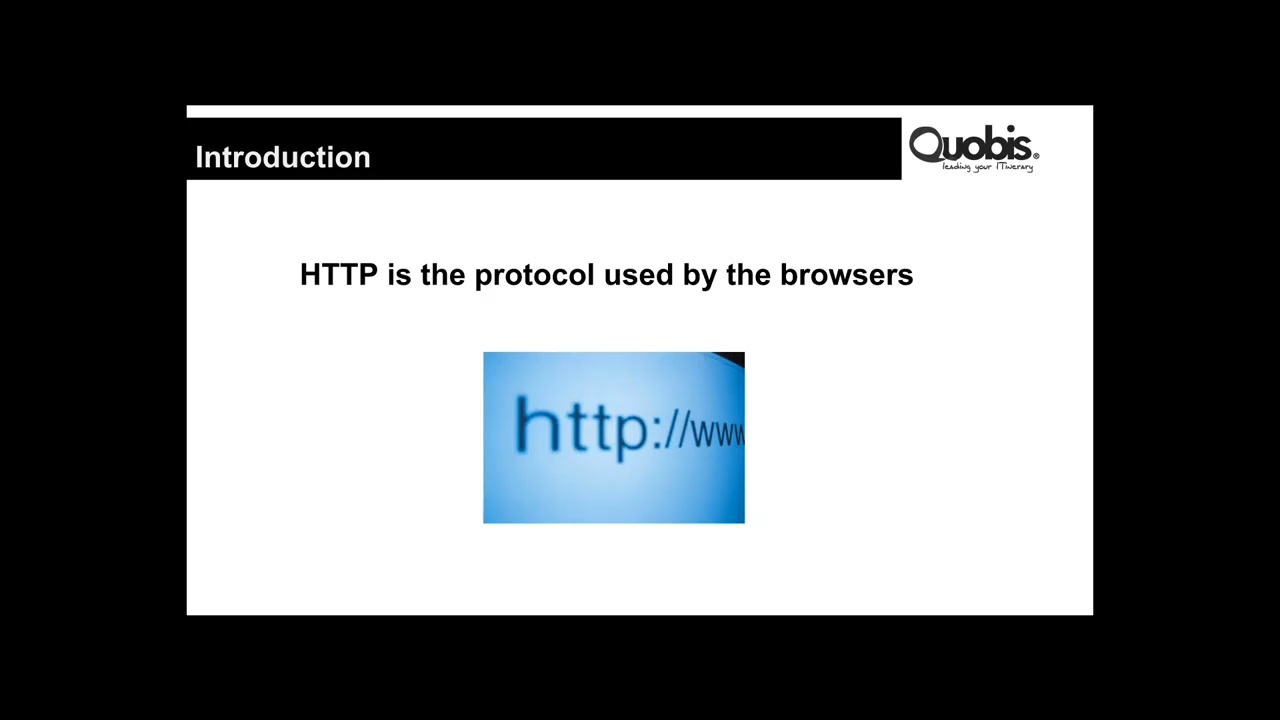 Introduction
Quobis®
leading your ITinerary
HTTP is the protocol used by the browsers
http://www